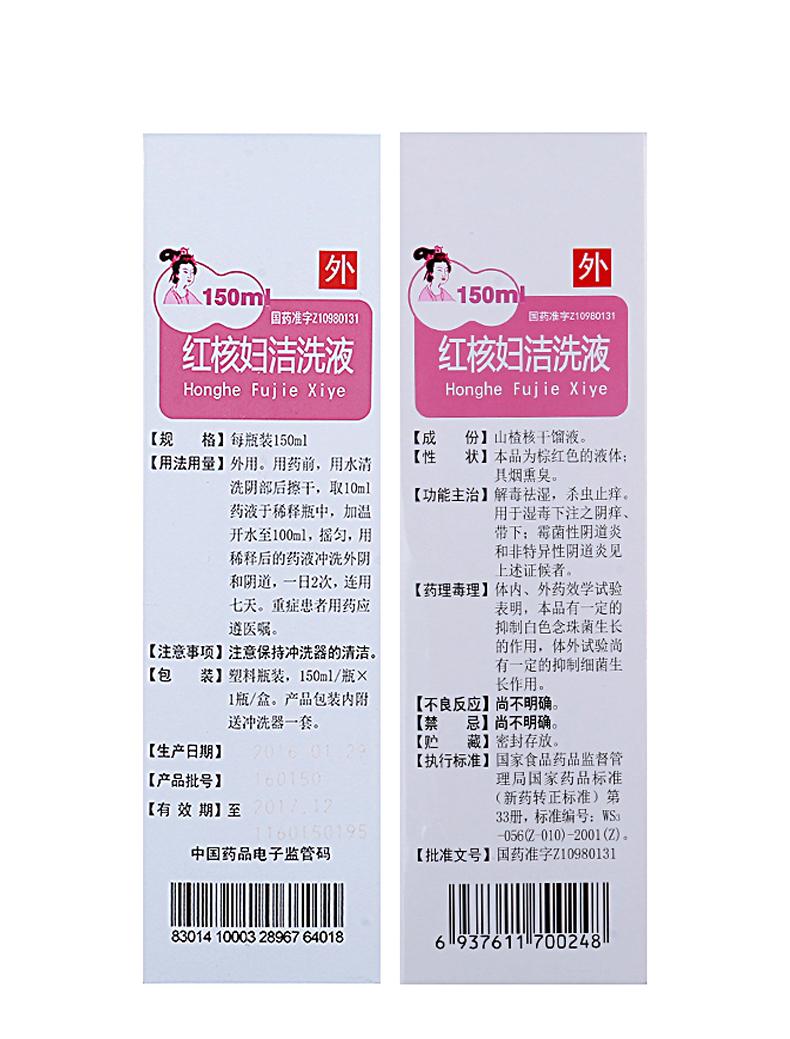 外
150ml
国药准字Z10980131
红核妇洁洗液
Honghe Fujie Xiye
【规 格】每瓶装150ml
【用法用量】外用。用药前，用水清
洗阴部后擦干，取10ml
药液于稀释瓶中，加温
开水至100ml，摇匀，用
稀释后的药液冲洗外阴
和阴道，一日2次，连用
七天。重症患者用药应
遵医嘱。
【注意事项】注意保持冲洗器的清洁。
【包 装】塑料瓶装，150ml/瓶×
1瓶/盒。产品包装内附
送冲洗器一套。
【生产日期】2016 01 29
【产品批号】160150
【有 效 期】至 2017.12
1160150195
中国药品电子监管码
83014 10003 28967 64018
外
150ml
国药准字Z10980131
红核妇洁洗液
Honghe Fujie Xiye
【成 份】山楂核干馏液。
【性 状】本品为棕红色的液体；
具烟熏臭。
【功能主治】解毒祛湿，杀虫止痒。
用于湿毒下注之阴痒、
带下；霉菌性阴道炎
和非特异性阴道炎见
上述证候者。
【药理毒理】体内、外药效学试验
表明，本品有一定的
抑制白色念珠菌生长
的作用，体外试验尚
有一定的抑制细菌生
长作用。
【不良反应】尚不明确。
【禁 忌】尚不明确。
【贮 藏】密封存放。
【执行标准】国家食品药品监督管
理局国家药品标准
（新药转正标准）第
33册，标准编号：WS3
-056(Z-010)-2001(Z)。
【批准文号】国药准字Z10980131
6 937611 700248